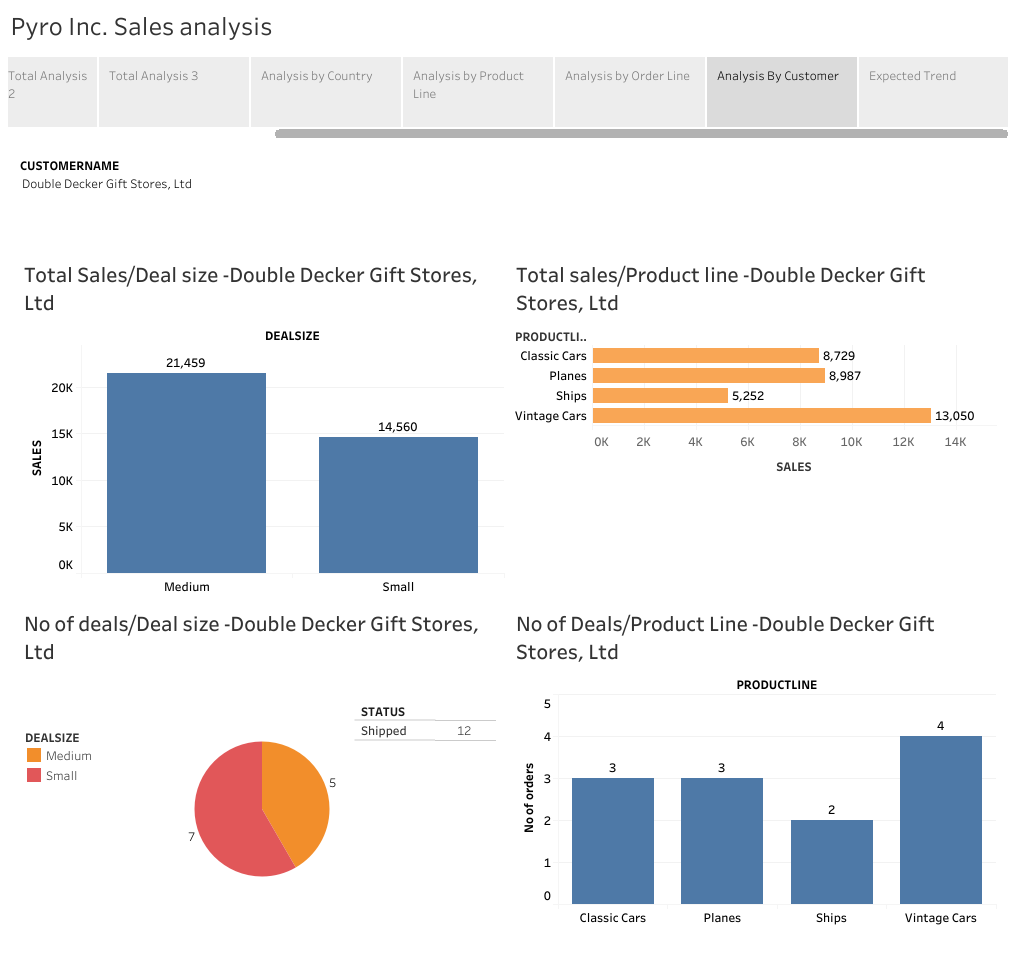 Pyro Inc. Sales analysis
Total Analysis
2
Total Analysis 3
Analysis by Country
Analysis by Product
Line
Analysis by Order Line
Analysis By Customer
Expected Trend
CUSTOMERNAME
Double Decker Gift Stores, Ltd
Total Sales/Deal size -Double Decker Gift Stores,
Ltd
DEALSIZE
21,459
14,560
20K
15K
10K
5K
0K
SALES
Medium
Small
Total sales/Product line -Double Decker Gift
Stores, Ltd
PRODUCTLI..
Classic Cars 8,729
Planes 8,987
Ships 5,252
Vintage Cars 13,050
0K 2K 4K 6K 8K 10K 12K 14K
SALES
No of deals/Deal size -Double Decker Gift Stores,
Ltd
STATUS
Shipped 12
DEALSIZE
Medium
Small
5
7
No of Deals/Product Line -Double Decker Gift
Stores, Ltd
PRODUCTLINE
5
4
3
2
1
0
No of orders
3
3
2
4
Classic Cars
Planes
Ships
Vintage Cars